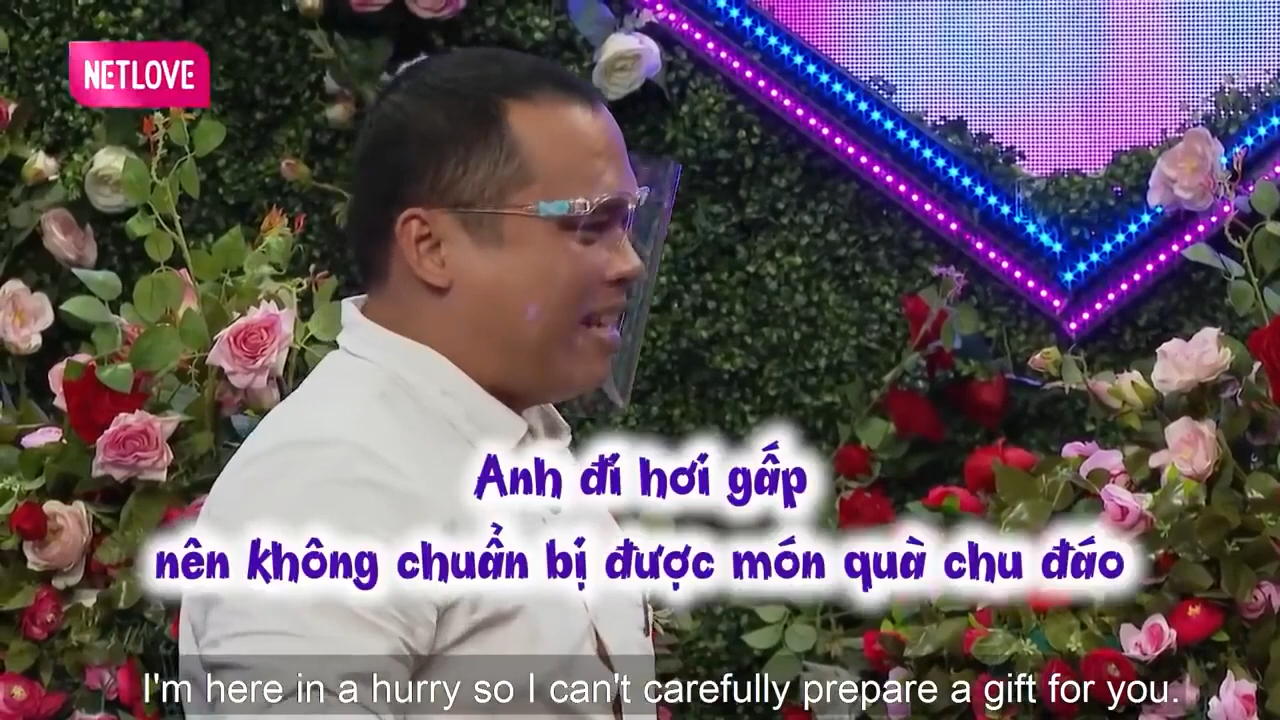 NETLOVE
Anh đi hơi gấp
nên không chuẩn bị được món quà chu đáo
I'm here in a hurry so I can't carefully prepare a gift for you.